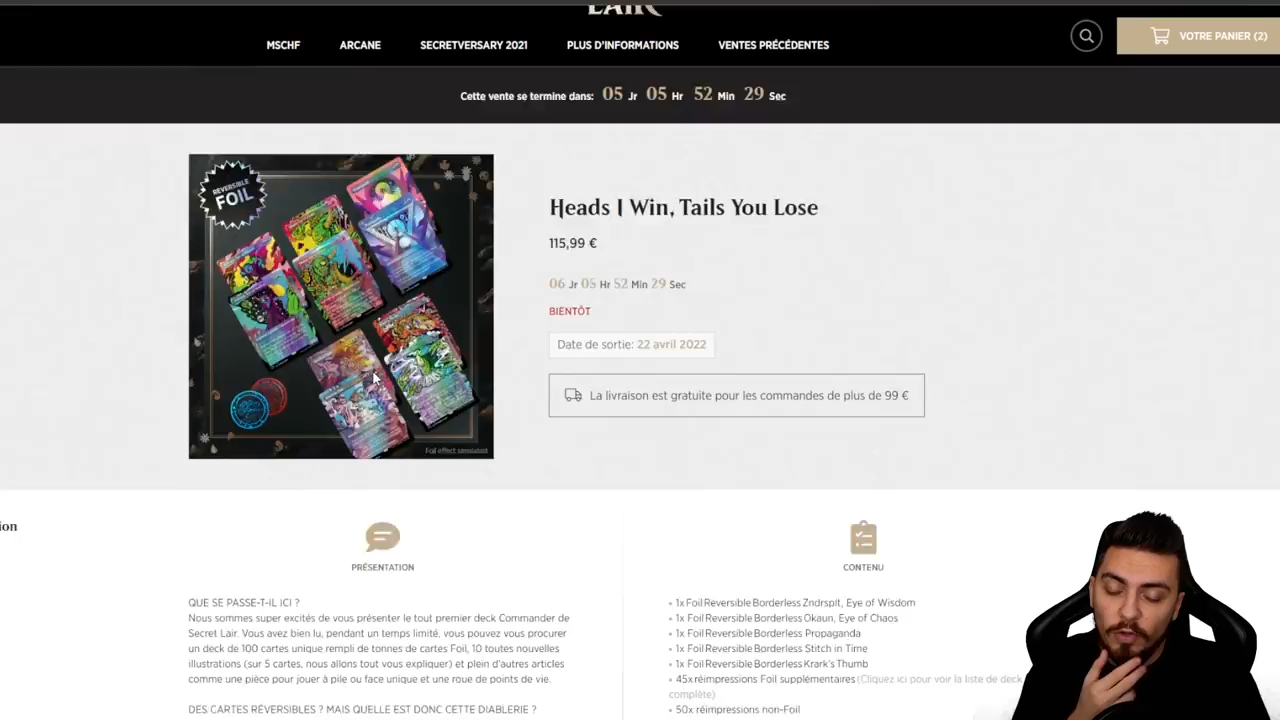 LAIR
MSCHF ARCANE SECRETVERSARY 2021 PLUS D'INFORMATIONS VENTES PRÉCÉDENTES
VOTRE PANIER (2)
Cette vente se termine dans: 05 Jr 05 Hr 52 Min 29 Sec
REVERSIBLE
FOIL
Foil effect simulated
Heads I Win, Tails You Lose
115,99 €
06 Jr 05 Hr 52 Min 29 Sec
BIENTÔT
Date de sortie: 22 avril 2022
La livraison est gratuite pour les commandes de plus de 99 €
ion
PRÉSENTATION
QUE SE PASSE-T-IL ICI ?
Nous sommes super excités de vous présenter le tout premier deck Commander de
Secret Lair. Vous avez bien lu, pendant un temps limité, vous pouvez vous procurer
un deck de 100 cartes unique rempli de tonnes de cartes Foil, 10 toutes nouvelles
illustrations (sur 5 cartes, nous allons tout vous expliquer) et plein d'autres articles
comme une pièce pour jouer à pile ou face unique et une roue de points de vie.
DES CARTES RÉVERSIBLES ? MAIS QUELLE EST DONC CETTE DIABLERIE ?
CONTENU
• 1x Foil Reversible Borderless Zndrsplt, Eye of Wisdom
• 1x Foil Reversible Borderless Okaun, Eye of Chaos
• 1x Foil Reversible Borderless Propaganda
• 1x Foil Reversible Borderless Stitch in Time
• 1x Foil Reversible Borderless Krark's Thumb
• 45x réimpressions Foil supplémentaires (Cliquez ici pour voir la liste de deck
complète)
• 50x réimpressions non-Foil